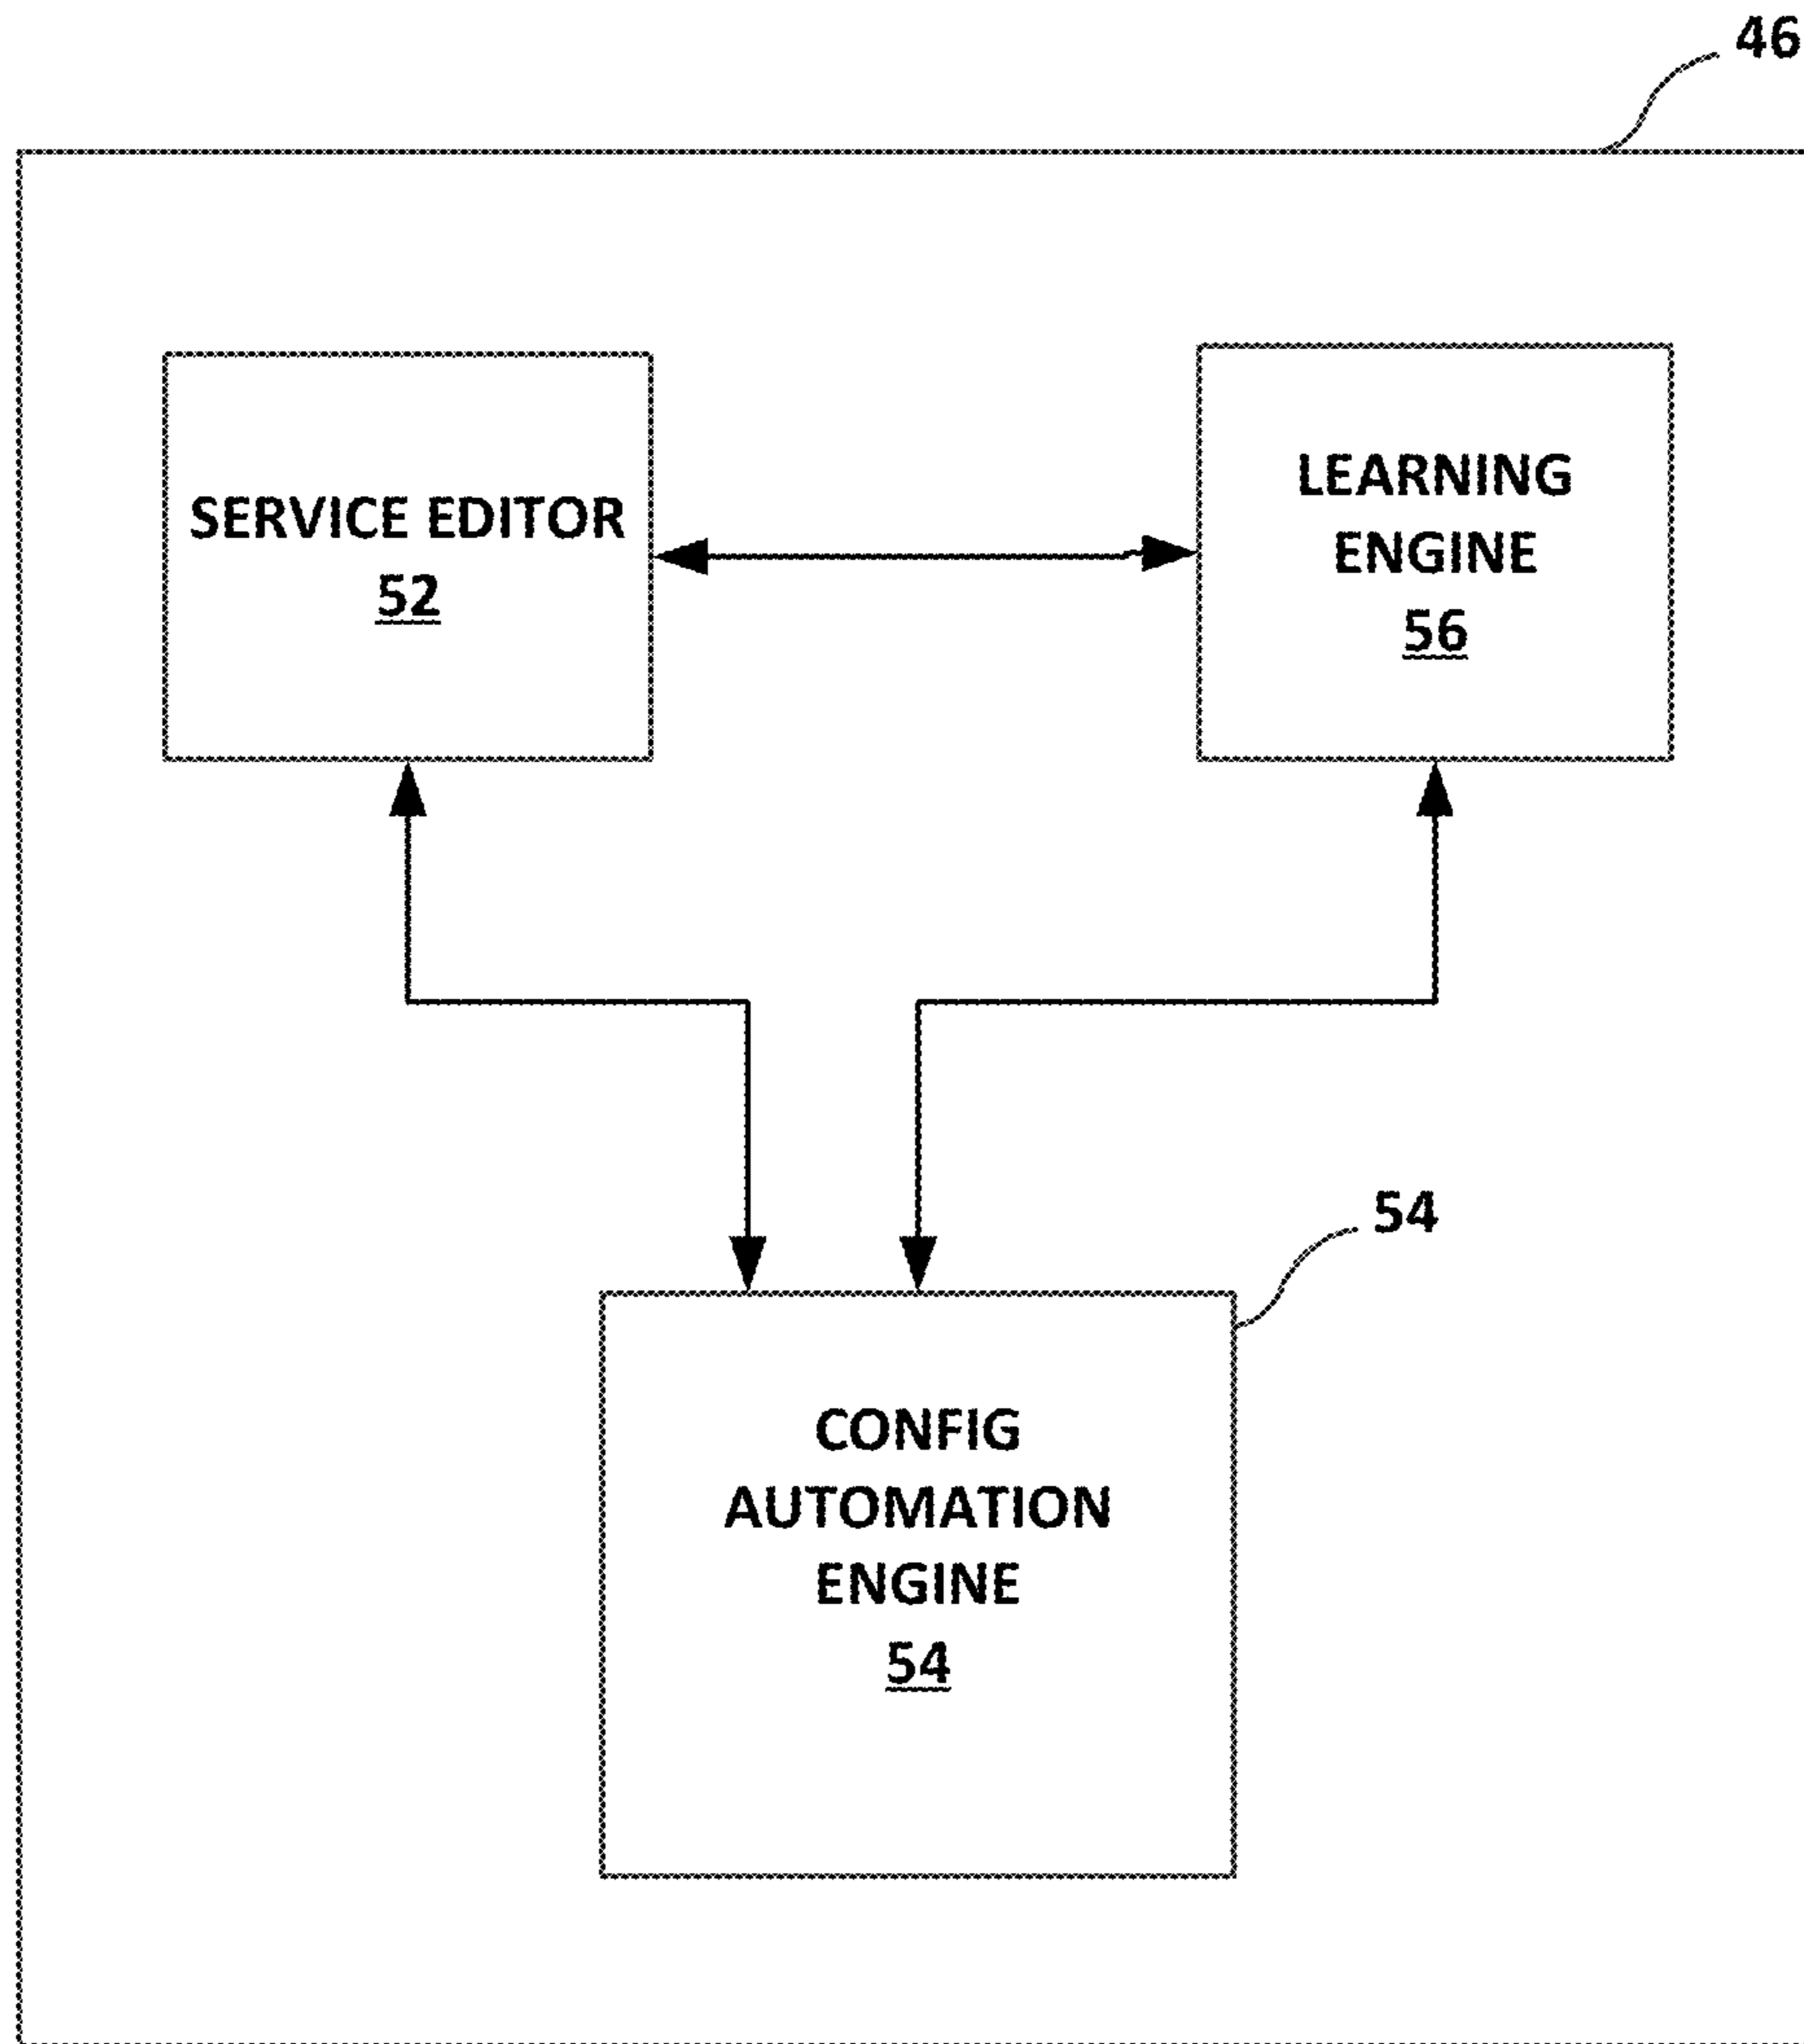 46
SERVICE EDITOR
52
LEARNING
ENGINE
56
54
CONFIG
AUTOMATION
ENGINE
54